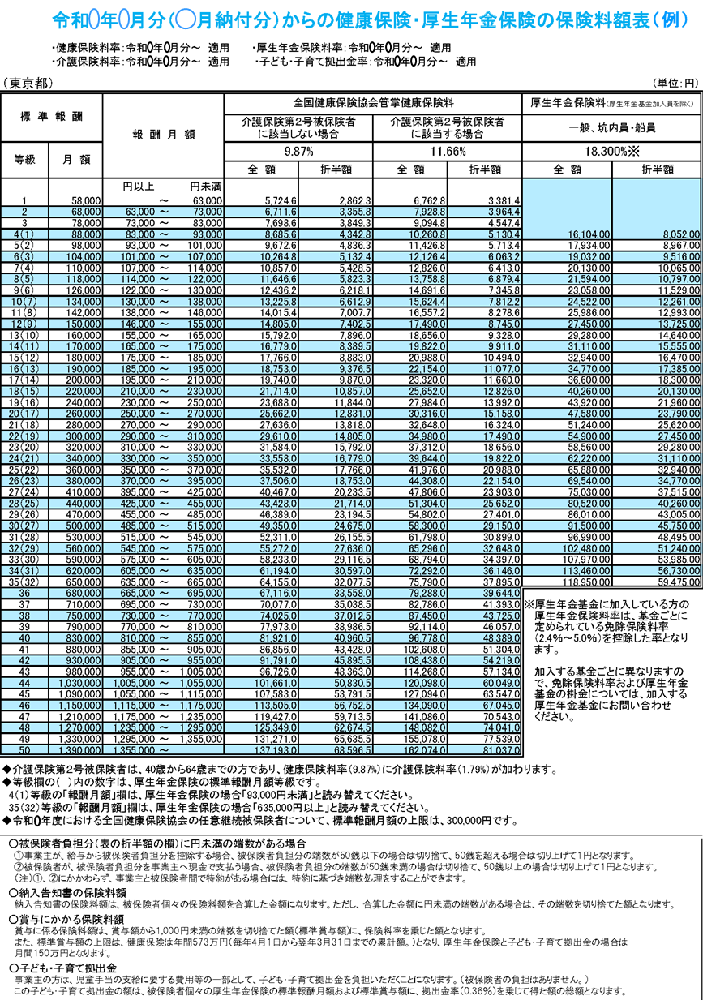 令和0年0月分(○月納付分)からの健康保険・厚生年金保険の保険料額表(例)
・健康保険料率:令和0年0月分～ 適用 ・厚生年金保険料率:令和0年0月分～ 適用
・介護保険料率:令和0年0月分～ 適用 ・子ども・子育て拠出金率:令和0年0月分～ 適用
(東京都) (単位:円)
標準報酬 報酬月額 全国健康保険協会管掌健康保険料 厚生年金保険料(厚生年金基金加入員を除く)
介護保険第2号被保険者に該当しない場合 介護保険第2号被保険者に該当する場合 一般、坑内員・船員
等級 月額 9.87% 11.66% 18.300%※
全額 折半額 全額 折半額 全額 折半額
円以上 円未満
1 58,000 ～ 63,000 5,724.6 2,862.3 6,762.8 3,381.4
2 68,000 63,000 ～ 73,000 6,711.6 3,355.8 7,928.8 3,964.4
3 78,000 73,000 ～ 83,000 7,698.6 3,849.3 9,094.8 4,547.4
4(1) 88,000 83,000 ～ 93,000 8,685.6 4,342.8 10,260.8 5,130.4 16,104.00 8,052.00
5(2) 98,000 93,000 ～ 101,000 9,672.6 4,836.3 11,426.8 5,713.4 17,934.00 8,967.00
6(3) 104,000 101,000 ～ 107,000 10,264.8 5,132.4 12,126.4 6,063.2 19,032.00 9,516.00
7(4) 110,000 107,000 ～ 114,000 10,857.0 5,428.5 12,826.0 6,413.0 20,130.00 10,065.00
8(5) 118,000 114,000 ～ 122,000 11,646.6 5,823.3 13,758.8 6,879.4 21,594.00 10,797.00
9(6) 126,000 122,000 ～ 130,000 12,436.2 6,218.1 14,691.6 7,345.8 23,058.00 11,529.00
10(7) 134,000 130,000 ～ 138,000 13,225.8 6,612.9 15,624.4 7,812.2 24,522.00 12,261.00
11(8) 142,000 138,000 ～ 146,000 14,015.4 7,007.7 16,557.2 8,278.6 25,986.00 12,993.00
12(9) 150,000 146,000 ～ 155,000 14,805.0 7,402.5 17,490.0 8,745.0 27,450.00 13,725.00
13(10) 160,000 155,000 ～ 165,000 15,792.0 7,896.0 18,656.0 9,328.0 29,280.00 14,640.00
14(11) 170,000 165,000 ～ 175,000 16,779.0 8,389.5 19,822.0 9,911.0 31,110.00 15,555.00
15(12) 180,000 175,000 ～ 185,000 17,766.0 8,883.0 20,988.0 10,494.0 32,940.00 16,470.00
16(13) 190,000 185,000 ～ 195,000 18,753.0 9,376.5 22,154.0 11,077.0 34,770.00 17,385.00
17(14) 200,000 195,000 ～ 210,000 19,740.0 9,870.0 23,320.0 11,660.0 36,600.00 18,300.00
18(15) 220,000 210,000 ～ 230,000 21,714.0 10,857.0 25,652.0 12,826.0 40,260.00 20,130.00
19(16) 240,000 230,000 ～ 250,000 23,688.0 11,844.0 27,984.0 13,992.0 43,920.00 21,960.00
20(17) 260,000 250,000 ～ 270,000 25,662.0 12,831.0 30,316.0 15,158.0 47,580.00 23,790.00
21(18) 280,000 270,000 ～ 290,000 27,636.0 13,818.0 32,648.0 16,324.0 51,240.00 25,620.00
22(19) 300,000 290,000 ～ 310,000 29,610.0 14,805.0 34,980.0 17,490.0 54,900.00 27,450.00
23(20) 320,000 310,000 ～ 330,000 31,584.0 15,792.0 37,312.0 18,656.0 58,560.00 29,280.00
24(21) 340,000 330,000 ～ 350,000 33,558.0 16,779.0 39,644.0 19,822.0 62,220.00 31,110.00
25(22) 360,000 350,000 ～ 370,000 35,532.0 17,766.0 41,976.0 20,988.0 65,880.00 32,940.00
26(23) 380,000 370,000 ～ 395,000 37,506.0 18,753.0 44,308.0 22,154.0 69,540.00 34,770.00
27(24) 410,000 395,000 ～ 425,000 40,467.0 20,233.5 47,806.0 23,903.0 75,030.00 37,515.00
28(25) 440,000 425,000 ～ 455,000 43,428.0 21,714.0 51,304.0 25,652.0 80,520.00 40,260.00
29(26) 470,000 455,000 ～ 485,000 46,389.0 23,194.5 54,802.0 27,401.0 86,010.00 43,005.00
30(27) 500,000 485,000 ～ 515,000 49,350.0 24,675.0 58,300.0 29,150.0 91,500.00 45,750.00
31(28) 530,000 515,000 ～ 545,000 52,311.0 26,155.5 61,798.0 30,899.0 96,990.00 48,495.00
32(29) 560,000 545,000 ～ 575,000 55,272.0 27,636.0 65,296.0 32,648.0 102,480.00 51,240.00
33(30) 590,000 575,000 ～ 605,000 58,233.0 29,116.5 68,794.0 34,397.0 107,970.00 53,985.00
34(31) 620,000 605,000 ～ 635,000 61,194.0 30,597.0 72,292.0 36,146.0 113,460.00 56,730.00
35(32) 650,000 635,000 ～ 665,000 64,155.0 32,077.5 75,790.0 37,895.0 118,950.00 59,475.00
36 680,000 665,000 ～ 695,000 67,116.0 33,558.0 79,288.0 39,644.0
37 710,000 695,000 ～ 730,000 70,077.0 35,038.5 82,786.0 41,393.0
38 750,000 730,000 ～ 770,000 74,025.0 37,012.5 87,450.0 43,725.0
39 790,000 770,000 ～ 810,000 77,973.0 38,986.5 92,114.0 46,057.0
40 830,000 810,000 ～ 855,000 81,921.0 40,960.5 96,778.0 48,389.0
41 880,000 855,000 ～ 905,000 86,856.0 43,428.0 102,608.0 51,304.0
42 930,000 905,000 ～ 955,000 91,791.0 45,895.5 108,438.0 54,219.0
43 980,000 955,000 ～ 1,005,000 96,726.0 48,363.0 114,268.0 57,134.0
44 1,030,000 1,005,000 ～ 1,055,000 101,661.0 50,830.5 120,098.0 60,049.0
45 1,090,000 1,055,000 ～ 1,115,000 107,583.0 53,791.5 127,094.0 63,547.0
46 1,150,000 1,115,000 ～ 1,175,000 113,505.0 56,752.5 134,090.0 67,045.0
47 1,210,000 1,175,000 ～ 1,235,000 119,427.0 59,713.5 141,086.0 70,543.0
48 1,270,000 1,235,000 ～ 1,295,000 125,349.0 62,674.5 148,082.0 74,041.0
49 1,330,000 1,295,000 ～ 1,355,000 131,271.0 65,635.5 155,078.0 77,539.0
50 1,390,000 1,355,000 ～ 137,193.0 68,596.5 162,074.0 81,037.0
※厚生年金基金に加入している方の
厚生年金保険料率は、基金ごとに
定められている免除保険料率
(2.4%～5.0%)を控除した率となり
ます。
加入する基金ごとに異なりますの
で、免除保険料率および厚生年金
基金の掛金については、加入する
厚生年金基金にお問い合わせ
ください。
◆介護保険第2号被保険者は、40歳から64歳までの方であり、健康保険料率(9.87%)に介護保険料率(1.79%)が加わります。
◆等級欄の( )内の数字は、厚生年金保険の標準報酬月額等級です。
4(1)等級の「報酬月額」欄は、厚生年金保険の場合「93,000円未満」と読み替えてください。
35(32)等級の「報酬月額」欄は、厚生年金保険の場合「635,000円以上」と読み替えてください。
◆令和0年度における全国健康保険協会の任意継続被保険者について、標準報酬月額の上限は、300,000円です。
○被保険者負担分(表の折半額の欄)に円未満の端数がある場合
①事業主が、給与から被保険者負担分を控除する場合、被保険者負担分の端数が50銭以下の場合は切り捨て、50銭を超える場合は切り上げて1円となります。
②被保険者が、被保険者負担分を事業主へ現金で支払う場合、被保険者負担分の端数が50銭未満の場合は切り捨て、50銭以上の場合は切り上げて1円となります。
(注)①、②にかかわらず、事業主と被保険者間で特約がある場合には、特約に基づき端数処理をすることができます。
○納入告知書の保険料額
納入告知書の保険料額は、被保険者個々の保険料額を合算した金額になります。ただし、合算した金額に円未満の端数がある場合は、その端数を切り捨てた額となります。
○賞与にかかる保険料額
賞与に係る保険料額は、賞与額から1,000円未満の端数を切り捨てた額(標準賞与額)に、保険料率を乗じた額となります。
また、標準賞与額の上限は、健康保険は年間573万円(毎年4月1日から翌年3月31日までの累計額。)となり、厚生年金保険と子ども・子育て拠出金の場合は
月間150万円となります。
○子ども・子育て拠出金
事業主の方は、児童手当の支給に要する費用等の一部として、子ども・子育て拠出金を負担いただくことになります。(被保険者の負担はありません。)
この子ども・子育て拠出金の額は、被保険者個々の厚生年金保険の標準報酬月額および標準賞与額に、拠出金率(0.36%)を乗じて得た額の総額となります。